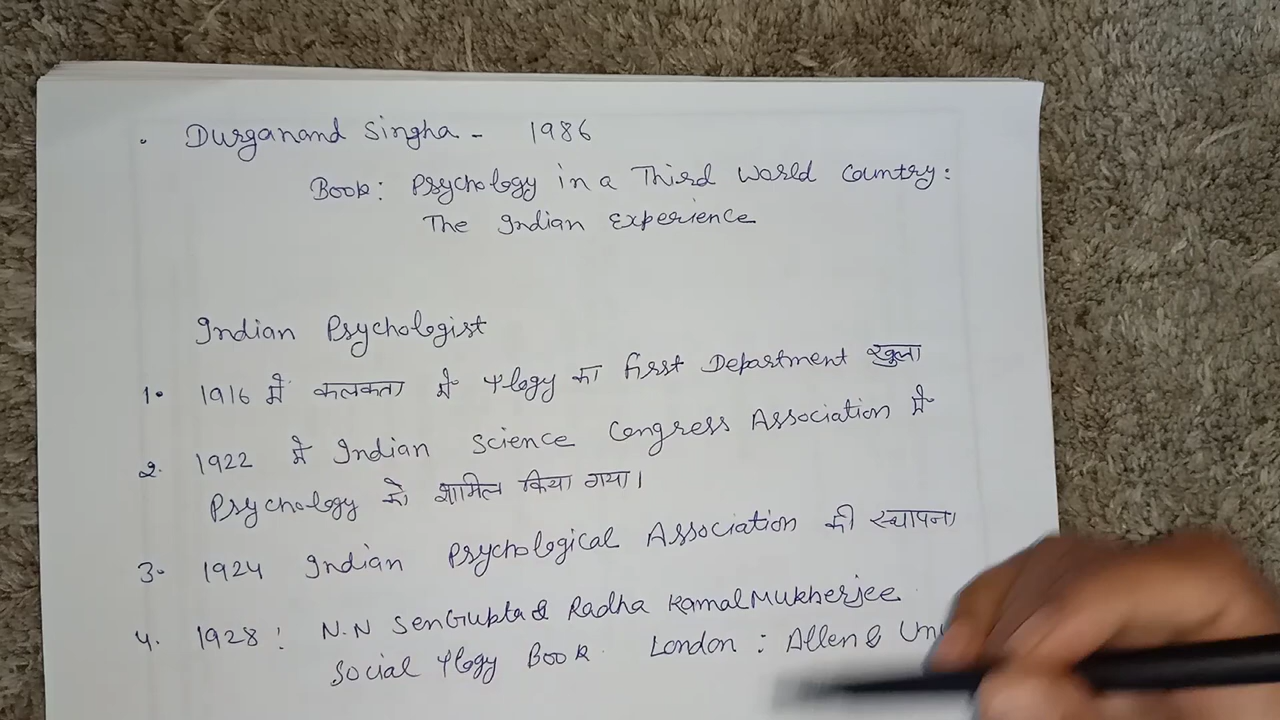 . Durganand Singha - 1986
Book: Psychology in a Third World Country:
The Indian Experience
Indian Psychologist
1. 1916 में कलकता में Ψlogy का first Department खुला
2. 1922 में Indian Science Congress Association में
Psychology को शामिल किया गया।
3. 1924 Indian Psychological Association की स्थापना
4. 1928: N.N SenGupta & Radha Kamal Mukherjee
Social Ψlogy Book London: Allen &